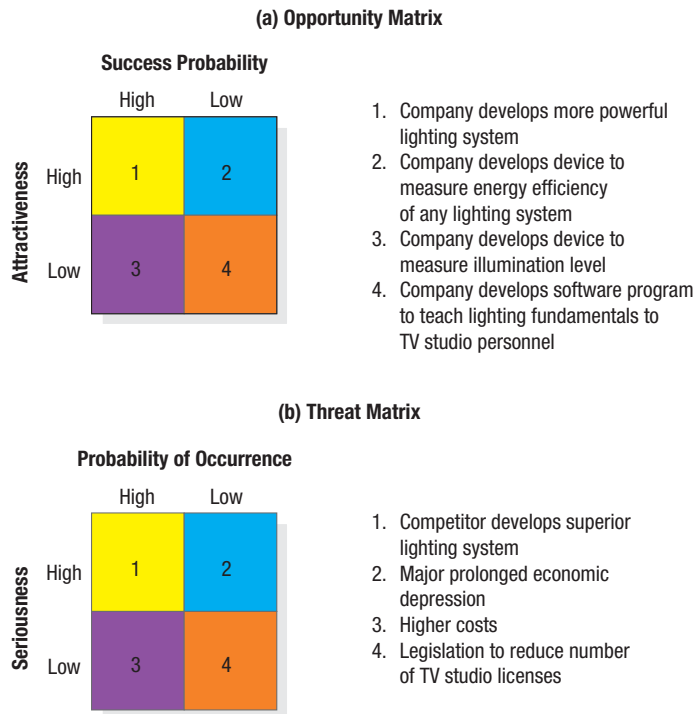 (a) Opportunity Matrix
Success Probability
High Low
Attractiveness
High 1 2
Low 3 4
1. Company develops more powerful
lighting system
2. Company develops device to
measure energy efficiency
of any lighting system
3. Company develops device to
measure illumination level
4. Company develops software program
to teach lighting fundamentals to
TV studio personnel
(b) Threat Matrix
Probability of Occurrence
High Low
Seriousness
High 1 2
Low 3 4
1. Competitor develops superior
lighting system
2. Major prolonged economic
depression
3. Higher costs
4. Legislation to reduce number
of TV studio licenses